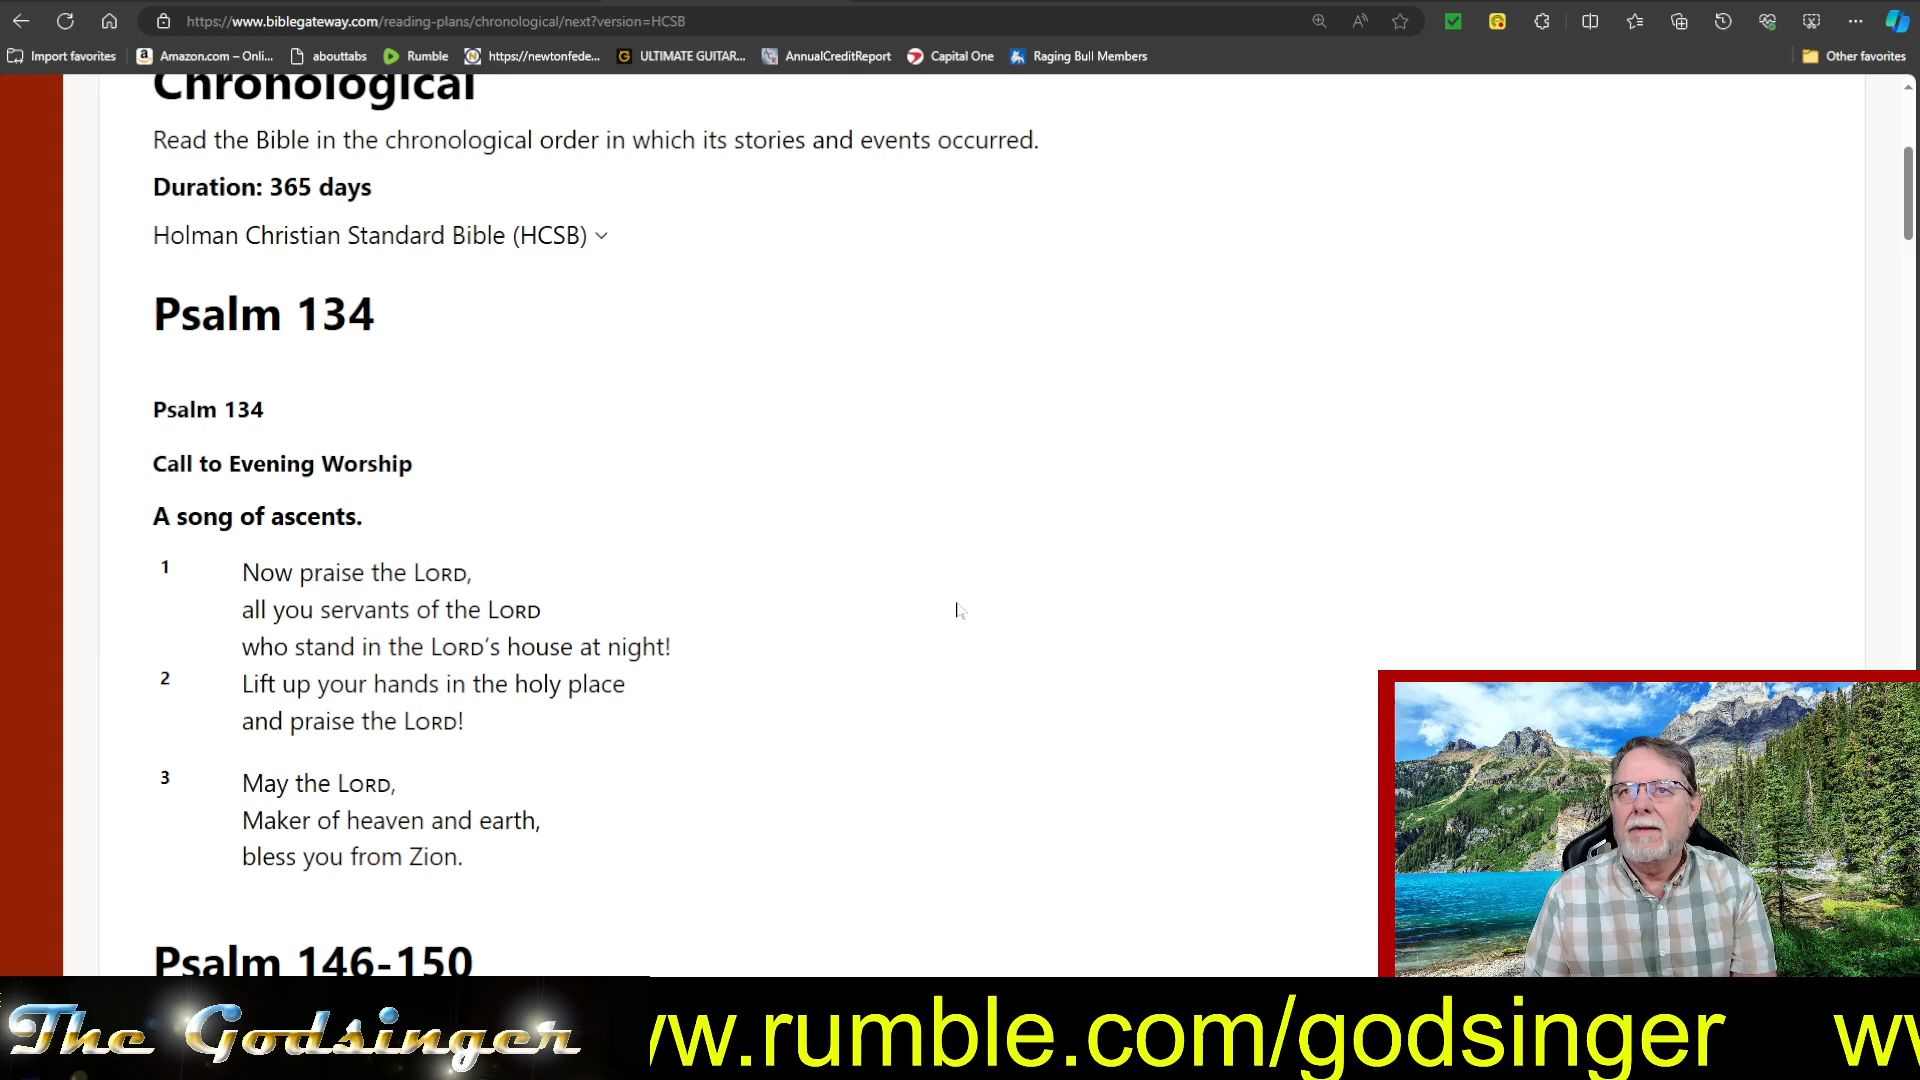 https://www.biblegateway.com/reading-plans/chronological/next?version=HCSB
Import favorites
Amazon.com – Onli...
abouttabs
Rumble
https://newtonfede...
ULTIMATE GUITAR...
AnnualCreditReport
Capital One
Raging Bull Members
Other favorites
Chronological
Read the Bible in the chronological order in which its stories and events occurred.
Duration: 365 days
Holman Christian Standard Bible (HCSB)
Psalm 134
Psalm 134
Call to Evening Worship
A song of ascents.
1 Now praise the LORD,
all you servants of the LORD
who stand in the LORD’s house at night!
2 Lift up your hands in the holy place
and praise the LORD!
3 May the LORD,
Maker of heaven and earth,
bless you from Zion.
Psalm 146-150
The Godsinger
ww.rumble.com/godsinger
ww